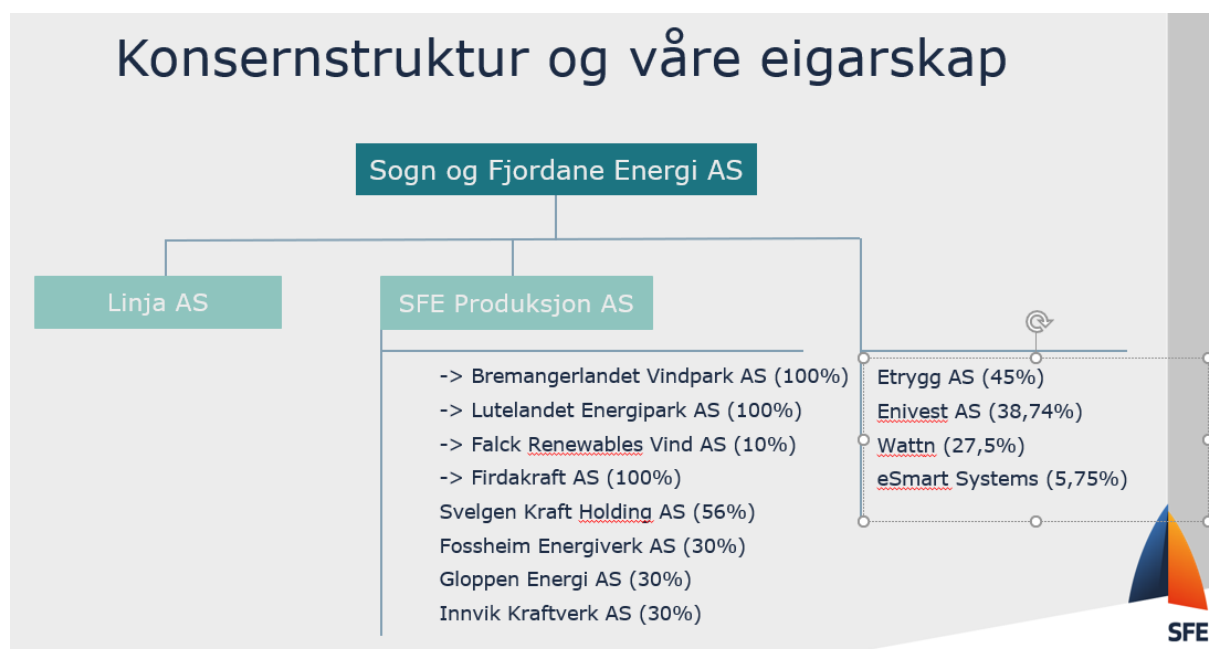 Konsernstruktur og våre eigarskap
Sogn og Fjordane Energi AS
Linja AS
SFE Produksjon AS
-> Bremangerlandet Vindpark AS (100%)
-> Lutelandet Energipark AS (100%)
-> Falck Renewables Vind AS (10%)
-> Firdakraft AS (100%)
Svelgen Kraft Holding AS (56%)
Fossheim Energiverk AS (30%)
Gloppen Energi AS (30%)
Innvik Kraftverk AS (30%)
Etrygg AS (45%)
Enivest AS (38,74%)
Wattn (27,5%)
eSmart Systems (5,75%)
SFE